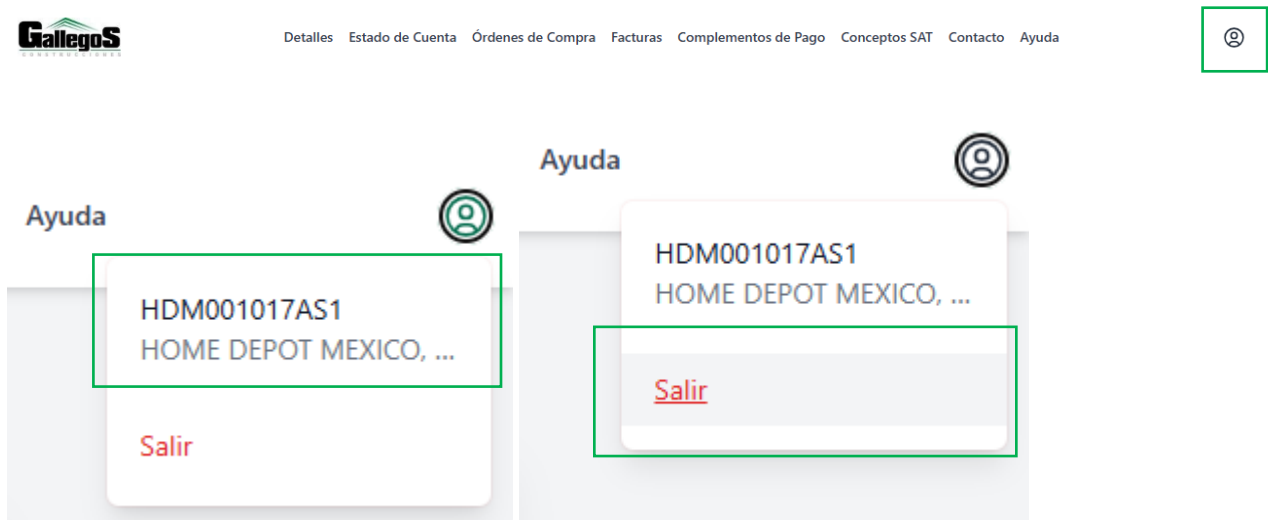 GallegoS
CONSTRUCCIONES
Detalles Estado de Cuenta Órdenes de Compra Facturas Complementos de Pago Conceptos SAT Contacto Ayuda
Ayuda
HDM001017AS1
HOME DEPOT MEXICO, ...
Salir
Ayuda
HDM001017AS1
HOME DEPOT MEXICO, ...
Salir